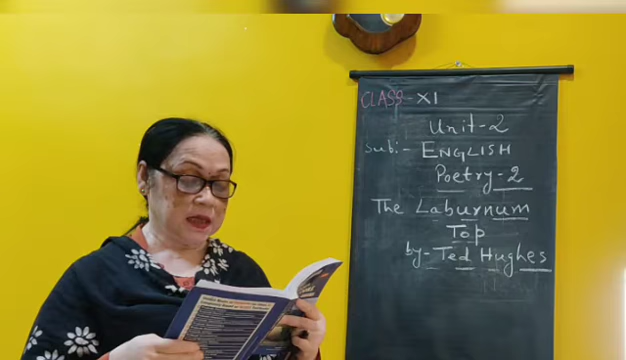 CLASS - XI
Unit-2
Sub:- ENGLISH
Poetry-2
The Laburnum
Top
by- Ted Hughes